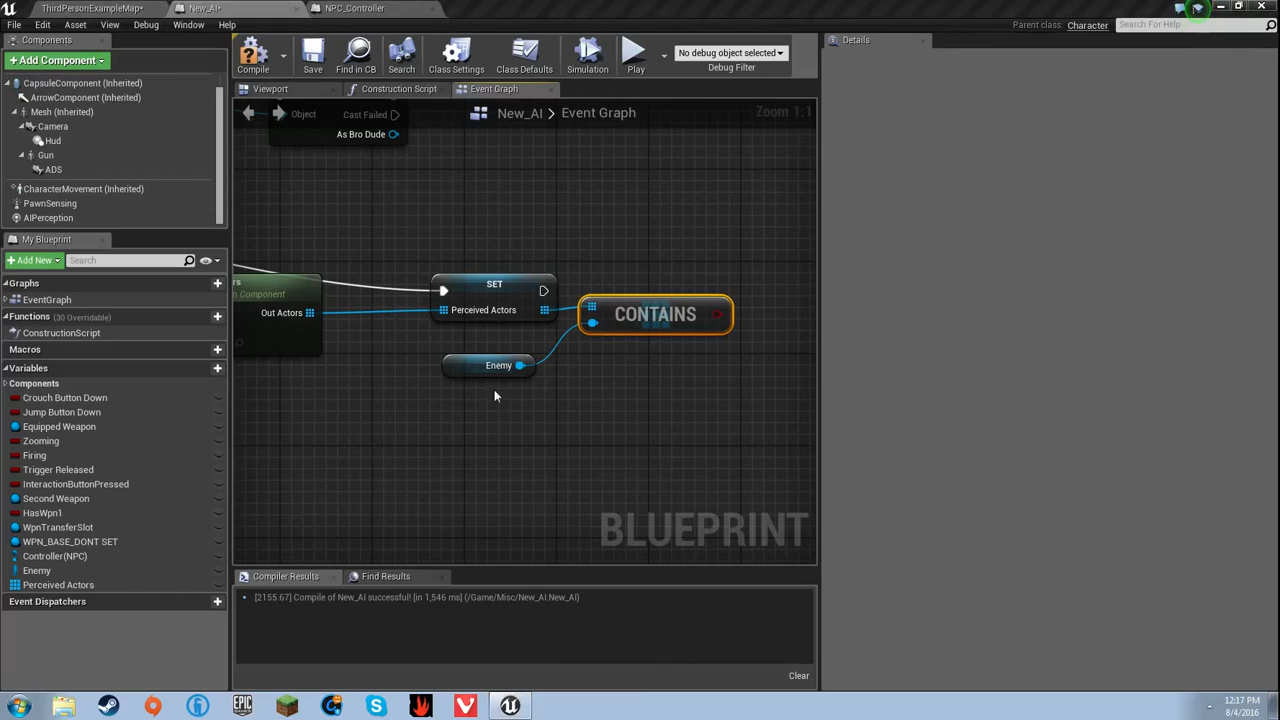 ThirdPersonExampleMap*
New_AI*
NPC_Controller
File Edit Asset View Debug Window Help
Parent class: Character
Search For Help
Components
+ Add Component
CapsuleComponent (Inherited)
ArrowComponent (Inherited)
Mesh (Inherited)
Camera
Hud
Gun
ADS
CharacterMovement (Inherited)
PawnSensing
AIPerception
My Blueprint
+ Add New
Search
Graphs
EventGraph
Functions (30 Overridable)
ConstructionScript
Macros
Variables
Components
Crouch Button Down
Jump Button Down
Equipped Weapon
Zooming
Firing
Trigger Released
InteractionButtonPressed
Second Weapon
HasWpn1
WpnTransferSlot
WPN_BASE_DONT SET
Controller(NPC)
Enemy
Perceived Actors
Event Dispatchers
Compile
Save
Find in CB
Search
Class Settings
Class Defaults
Simulation
Play
No debug object selected
Debug Filter
Viewport
Construction Script
Event Graph
New_AI > Event Graph
Zoom 1:1
Object
Cast Failed
As Bro Dude
rs
n Component
Out Actors
SET
Perceived Actors
Enemy
CONTAINS
BLUEPRINT
Compiler Results
Find Results
• [2155.67] Compile of New_AI successful! [in 1,546 ms] (/Game/Misc/New_AI.New_AI)
Clear
Details
EPIC GAMES
12:17 PM
8/4/2016